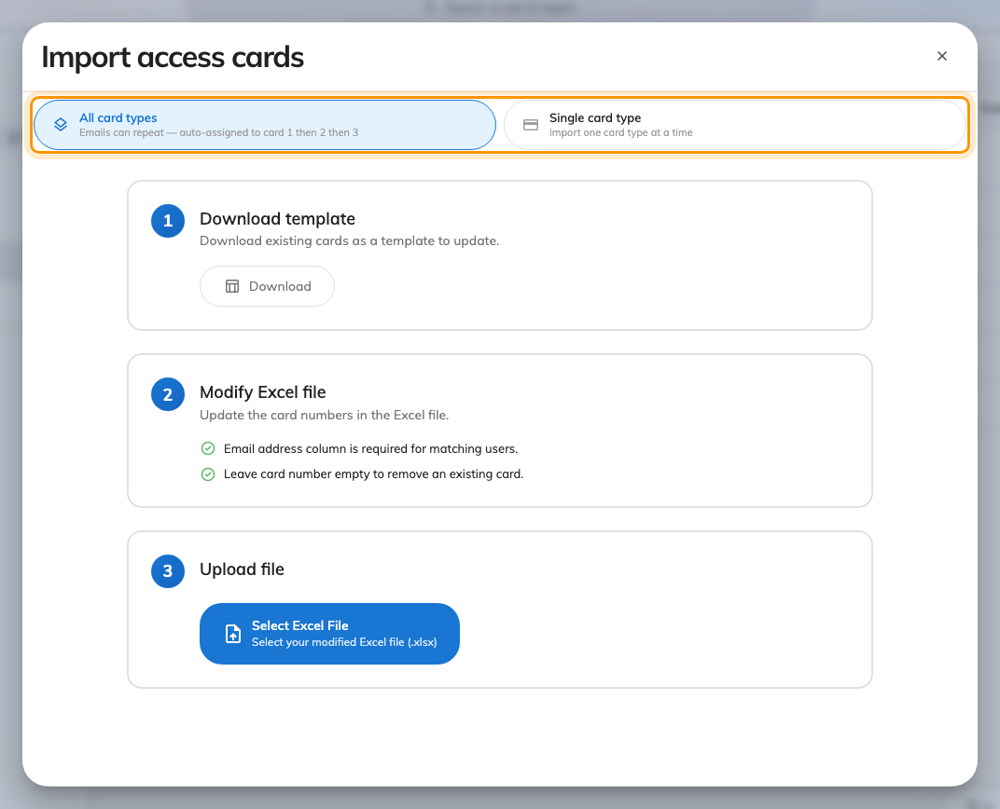 Import access cards
All card types
Emails can repeat — auto-assigned to card 1 then 2 then 3
Single card type
Import one card type at a time
1
Download template
Download existing cards as a template to update.
Download
2
Modify Excel file
Update the card numbers in the Excel file.
Email address column is required for matching users.
Leave card number empty to remove an existing card.
3
Upload file
Select Excel File
Select your modified Excel file (.xlsx)